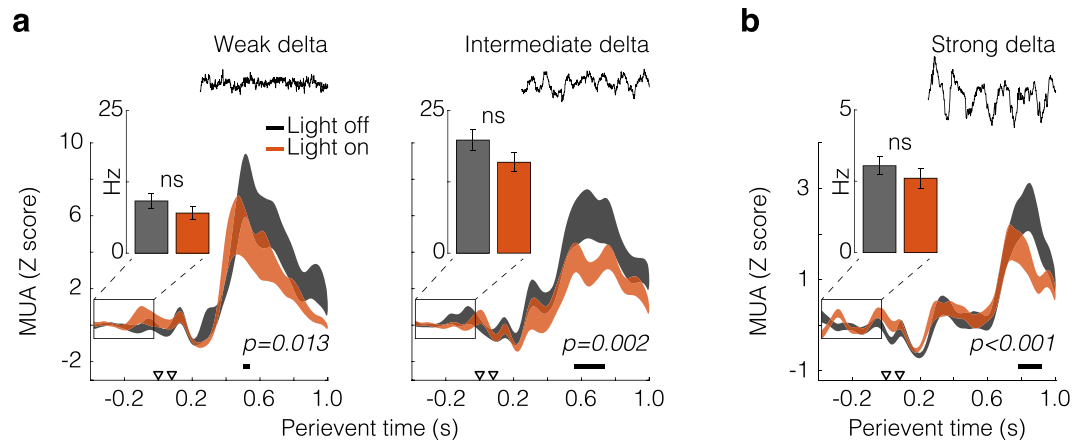 a
b
Weak delta
Intermediate delta
Strong delta
25
25
5
ns
Light off
Light on
ns
ns
10
6
2
-2
MUA (Z score)
Hz
0
0
3
1
-1
MUA (Z score)
Hz
0
p=0.013
p=0.002
p<0.001
-0.2 0.2 0.6 1.0
-0.2 0.2 0.6 1.0
-0.2 0.2 0.6 1.0
Perievent time (s)
Perievent time (s)
Perievent time (s)